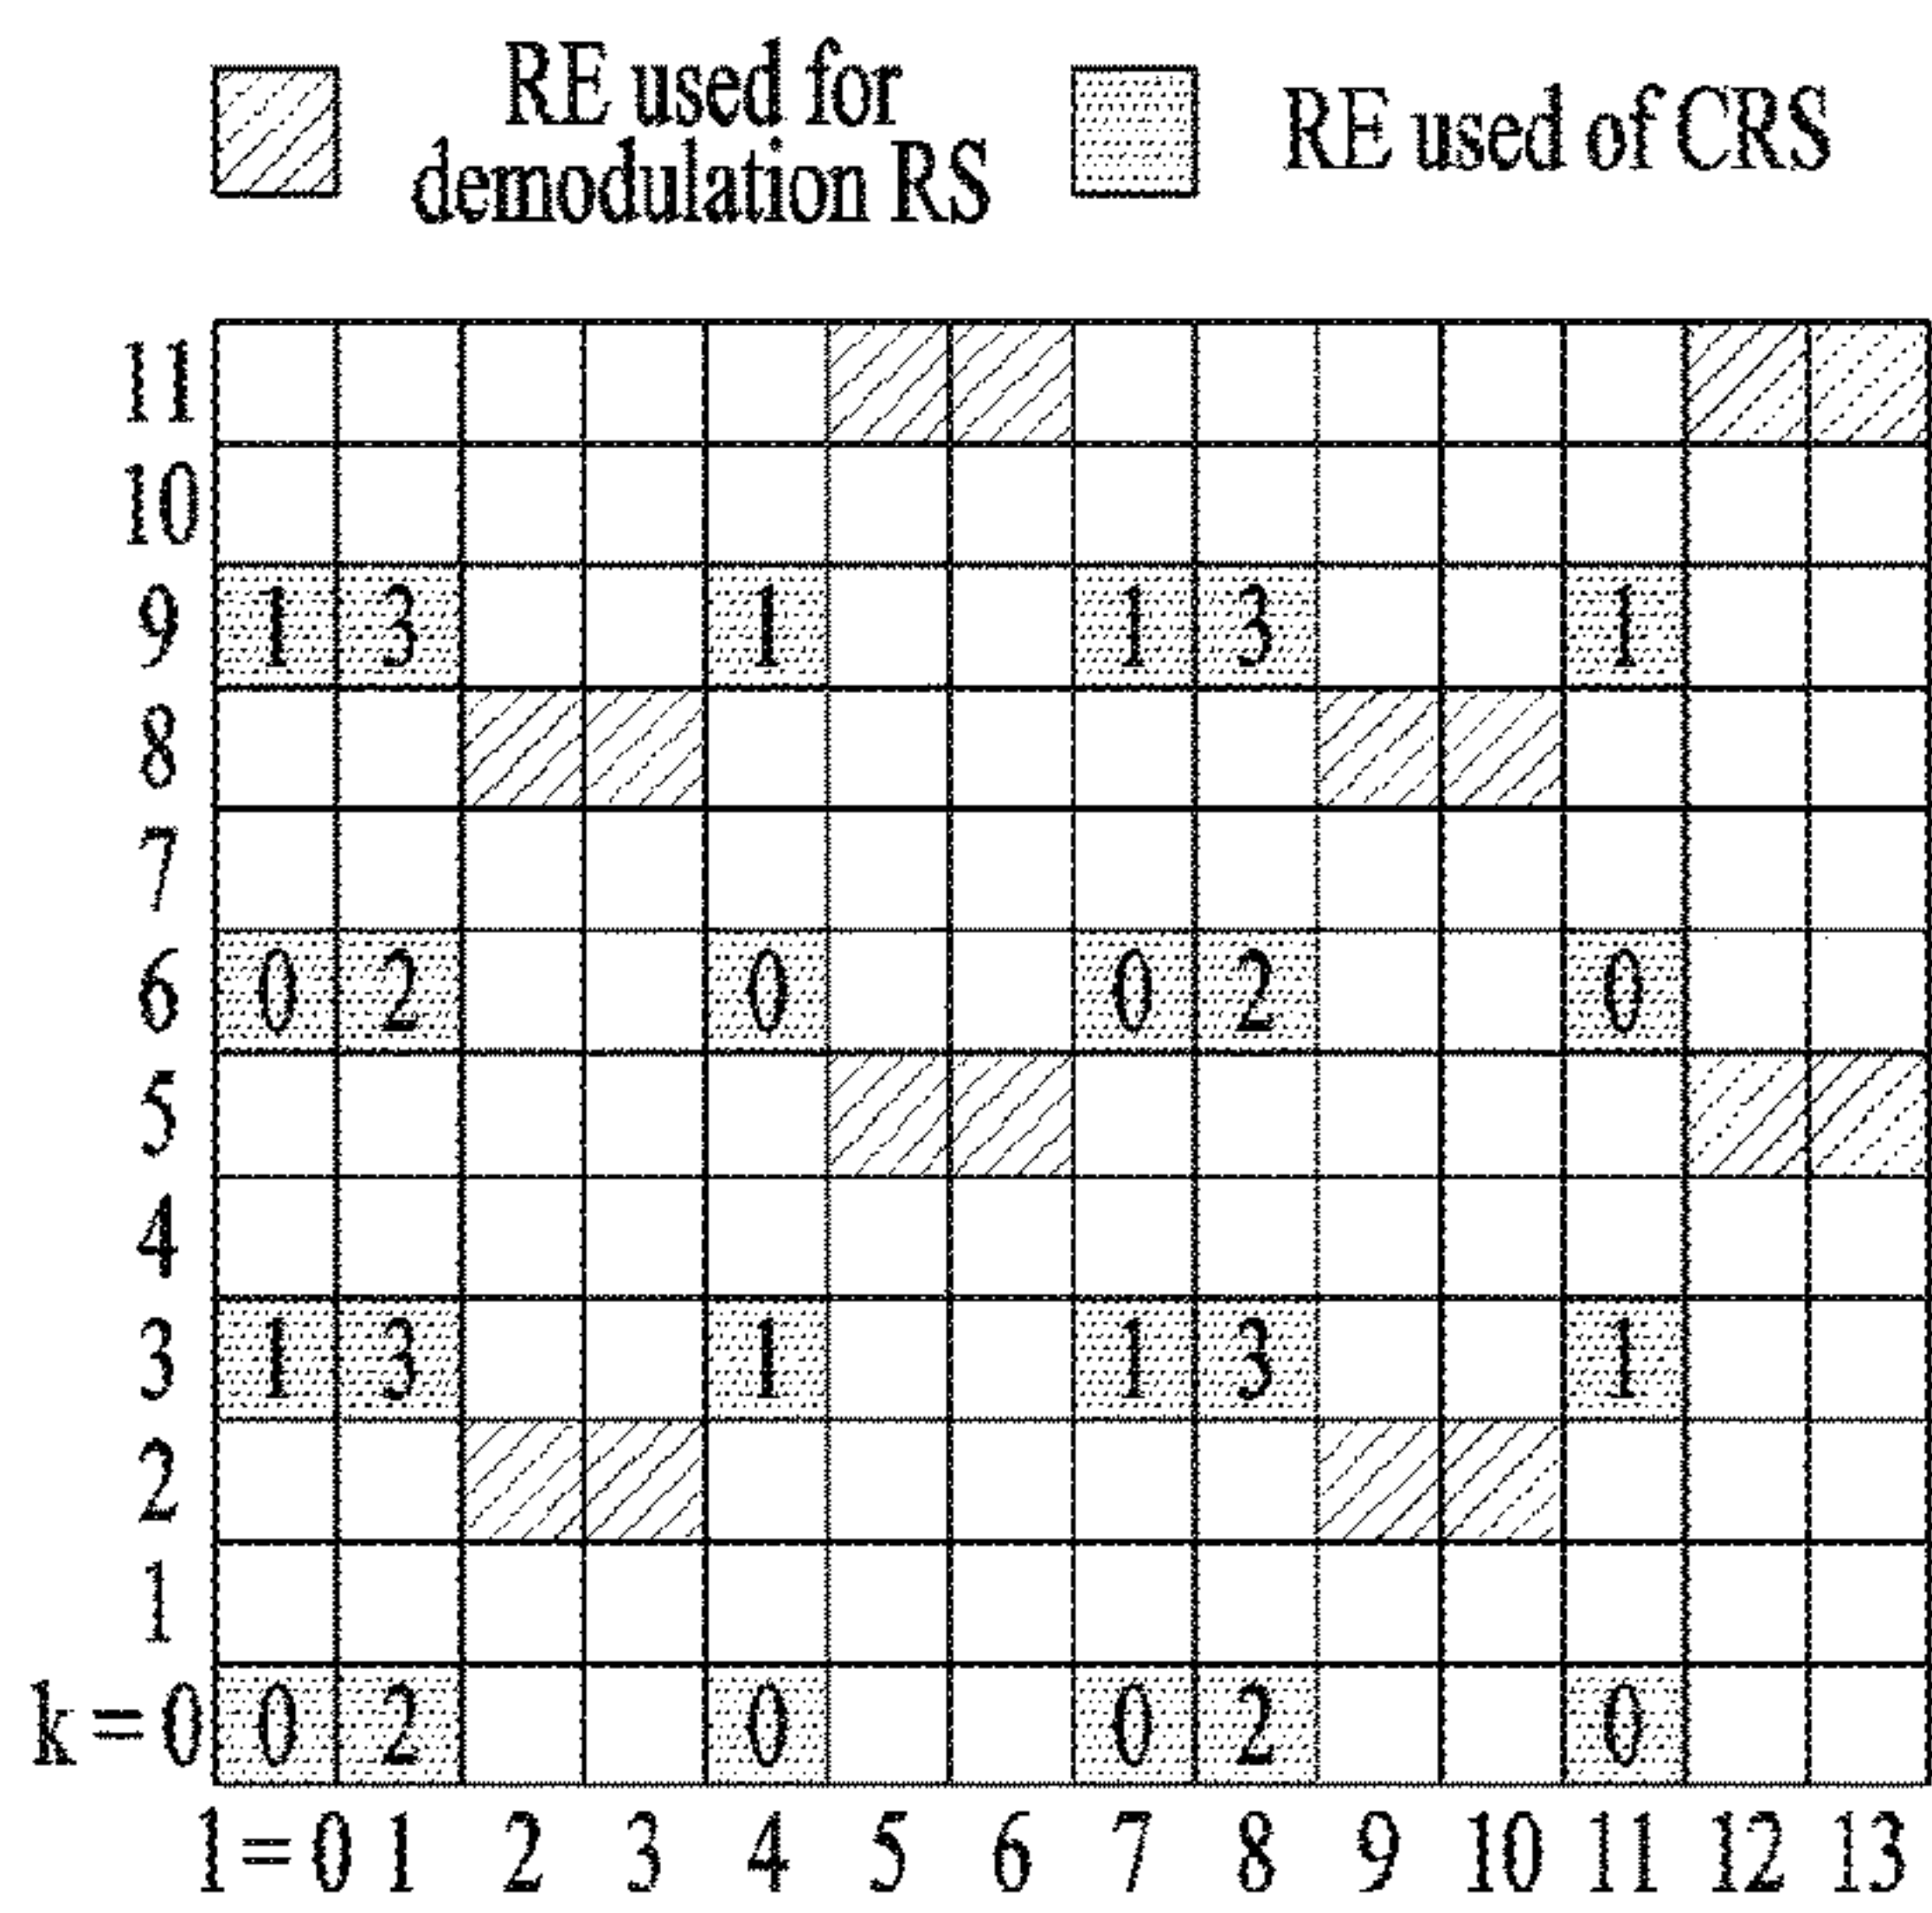 RE used for
demodulation RS
RE used of CRS
11
10
9 1 3 1 1 3 1
8
7
6 0 2 0 0 2 0
5
4
3 1 3 1 1 3 1
2
1
k = 0 0 2 0 0 2 0
l = 0 1 2 3 4 5 6 7 8 9 10 11 12 13